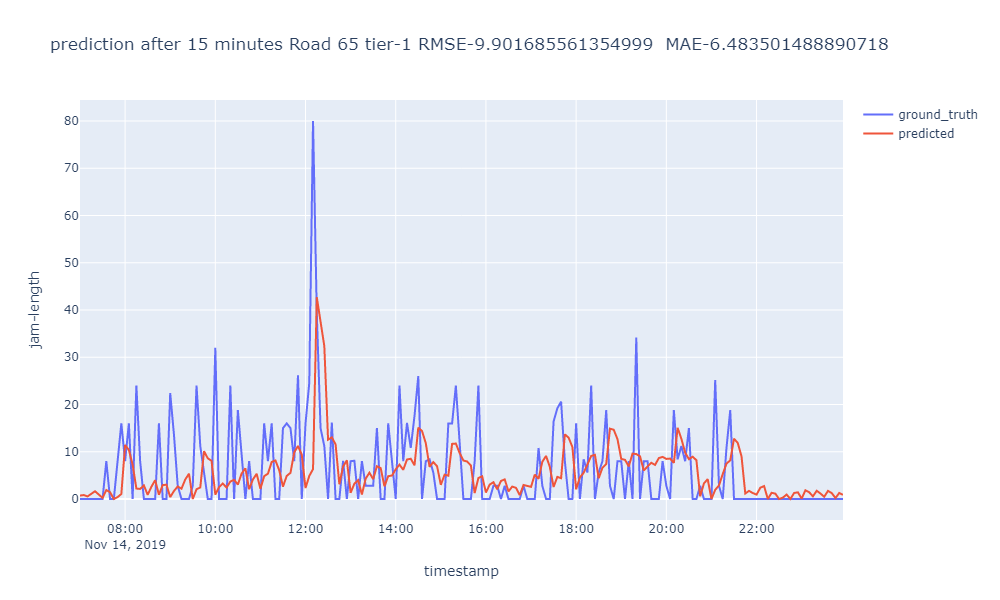 prediction after 15 minutes Road 65 tier-1 RMSE-9.901685561354999  MAE-6.483501488890718
ground_truth
predicted
jam-length
80
70
60
50
40
30
20
10
0
08:00 10:00 12:00 14:00 16:00 18:00 20:00 22:00
Nov 14, 2019
timestamp